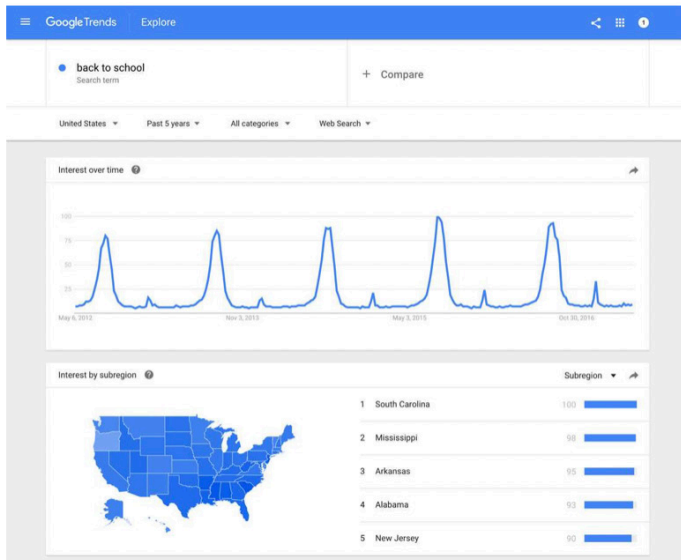 Google Trends Explore
back to school
Search term
+ Compare
United States Past 5 years All categories Web Search
Interest over time
100
75
50
25
May 6, 2012 Nov 3, 2013 May 3, 2015 Oct 30, 2016
Interest by subregion Subregion
1 South Carolina 100
2 Mississippi 98
3 Arkansas 95
4 Alabama 93
5 New Jersey 90